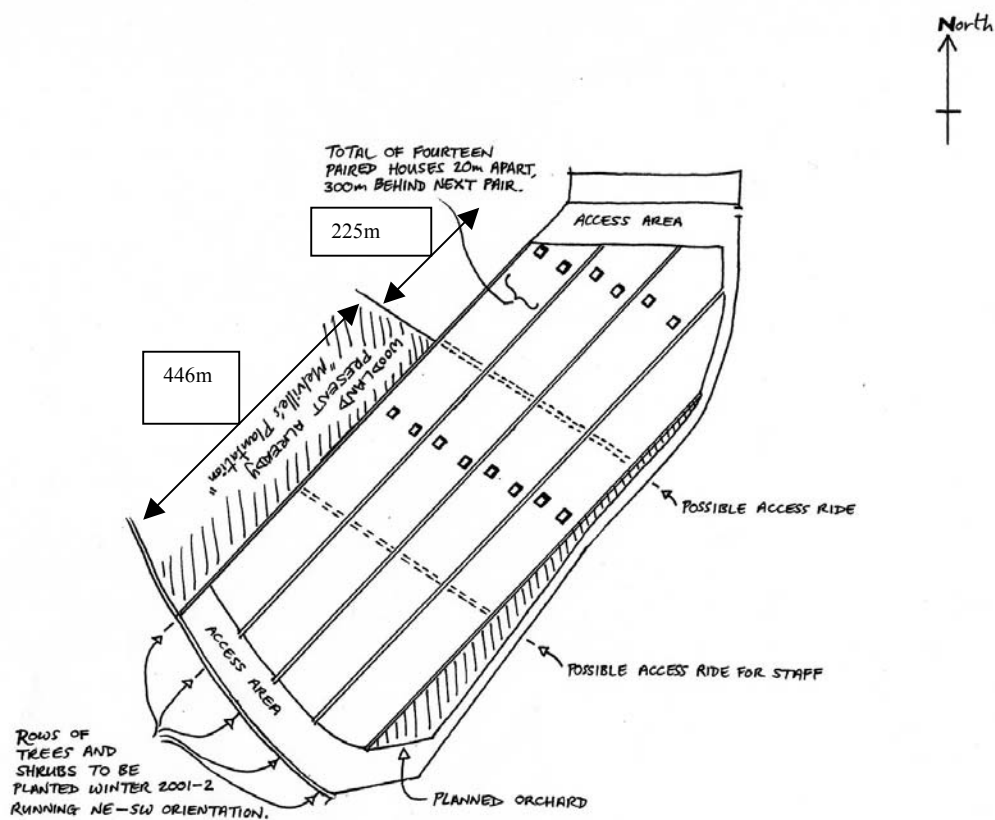 North
TOTAL OF FOURTEEN
PAIRED HOUSES 20m APART,
300m BEHIND NEXT PAIR.
225m
ACCESS AREA
446m
WOODLAND
PRESENT ALREADY
"Melville's Plantation"
POSSIBLE ACCESS RIDE
ACCESS AREA
POSSIBLE ACCESS RIDE FOR STAFF
ROWS OF
TREES AND
SHRUBS TO BE
PLANTED WINTER 2001-2
RUNNING NE-SW ORIENTATION.
PLANNED ORCHARD